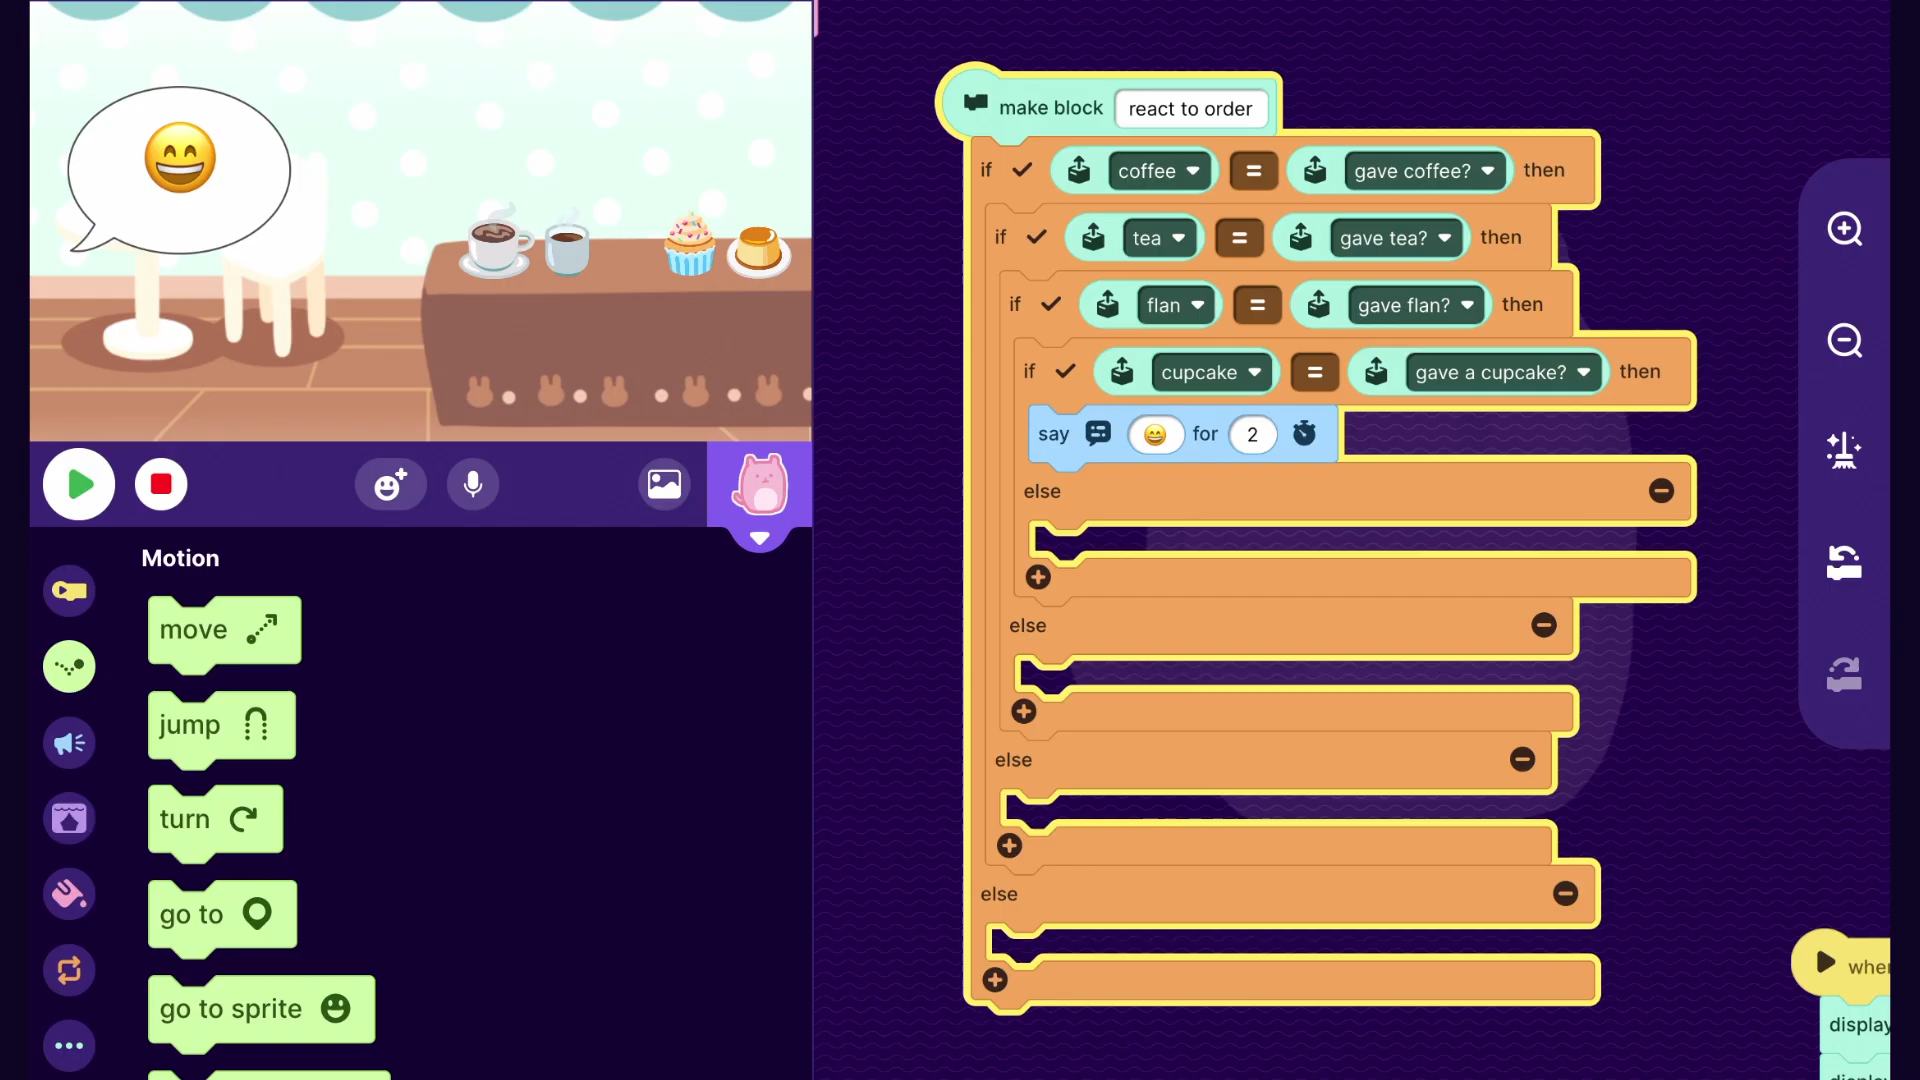 make block react to order
if coffee = gave coffee? then
if tea = gave tea? then
if flan = gave flan? then
if cupcake = gave a cupcake? then
say for 2
else
else
else
else
Motion
move
jump
turn
go to
go to sprite
display